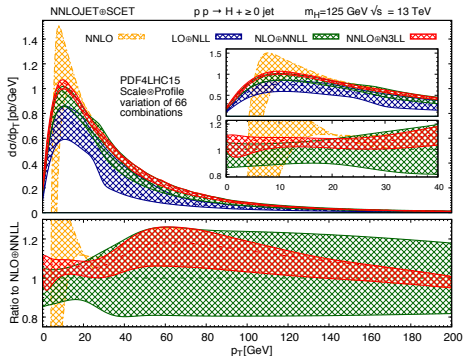 NNLOJET⊕SCET p p → H + ≥ 0 jet m_H=125 GeV √s = 13 TeV
NNLO LO⊕NLL NLO⊕NNLL NNLO⊕N3LL
PDF4LHC15
Scale⊕Profile
variation of 66
combinations
dσ/dp_T [pb/GeV]
1.4
1.2
1
0.8
0.6
0.4
0.2
0
1.5
1
0.5
0
1.2
1
0.8
0 10 20 30 40
Ratio to NLO⊕NNLL
1.2
1
0.8
0 20 40 60 80 100 120 140 160 180 200
p_T[GeV]